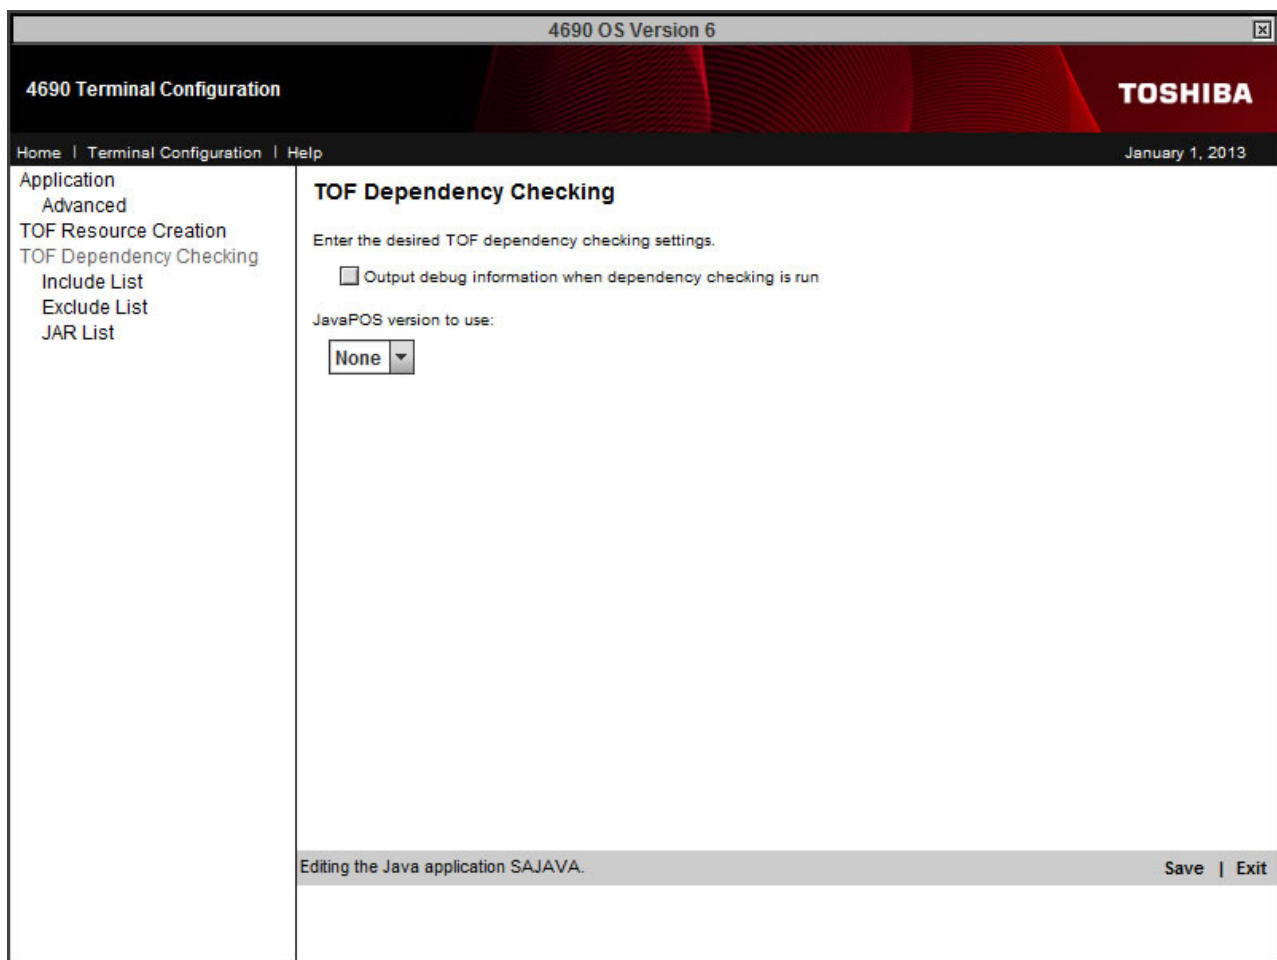 4690 OS Version 6
4690 Terminal Configuration
TOSHIBA
Home | Terminal Configuration | Help
January 1, 2013
Application
Advanced
TOF Resource Creation
TOF Dependency Checking
Include List
Exclude List
JAR List
TOF Dependency Checking
Enter the desired TOF dependency checking settings.
Output debug information when dependency checking is run
JavaPOS version to use:
None
Editing the Java application SAJAVA.
Save | Exit